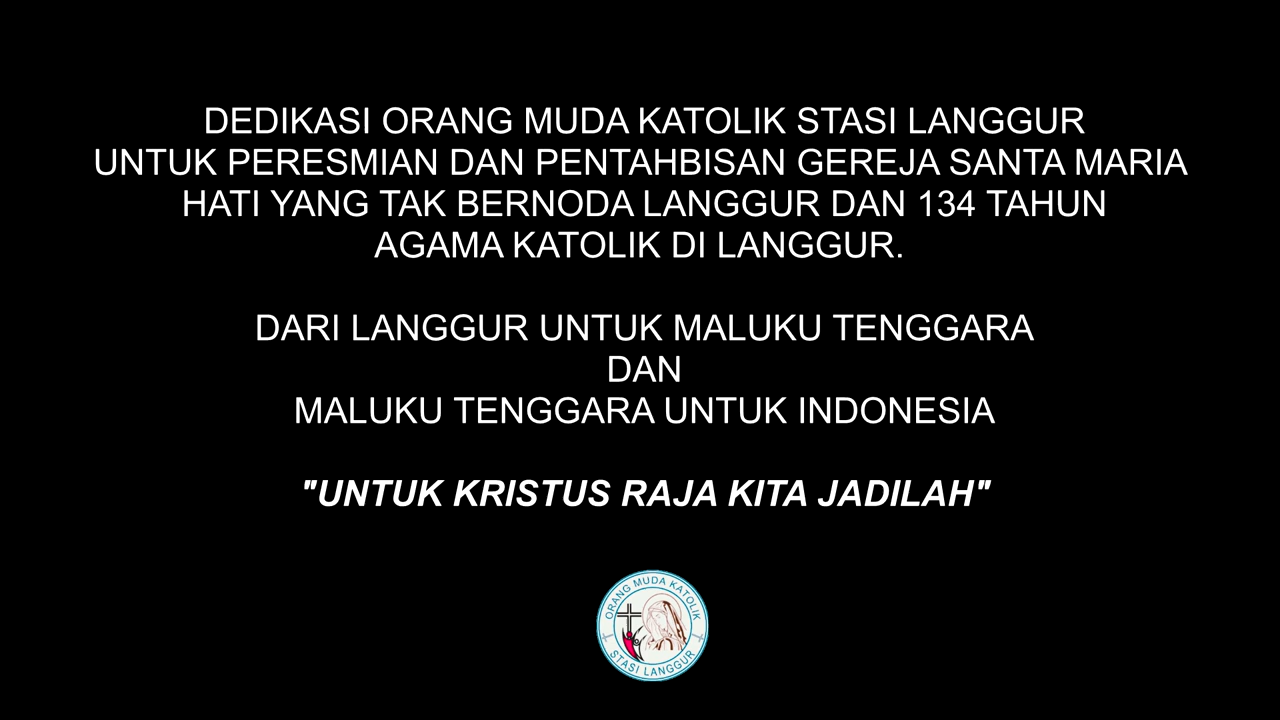 DEDIKASI ORANG MUDA KATOLIK STASI LANGGUR
UNTUK PERESMIAN DAN PENTAHBISAN GEREJA SANTA MARIA
HATI YANG TAK BERNODA LANGGUR DAN 134 TAHUN
AGAMA KATOLIK DI LANGGUR.
DARI LANGGUR UNTUK MALUKU TENGGARA
DAN
MALUKU TENGGARA UNTUK INDONESIA
"UNTUK KRISTUS RAJA KITA JADILAH"
ORANG MUDA KATOLIK
STASI LANGGUR